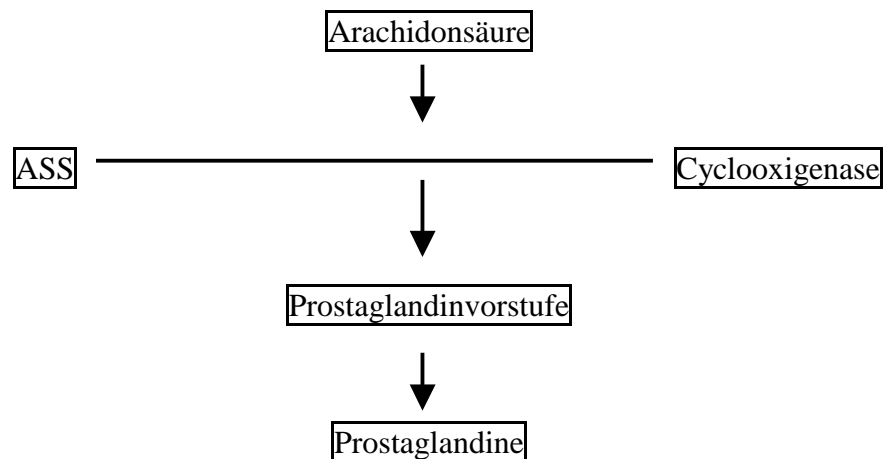 Arachidonsäure
ASS
Cyclooxigenase
Prostaglandinvorstufe
Prostaglandine